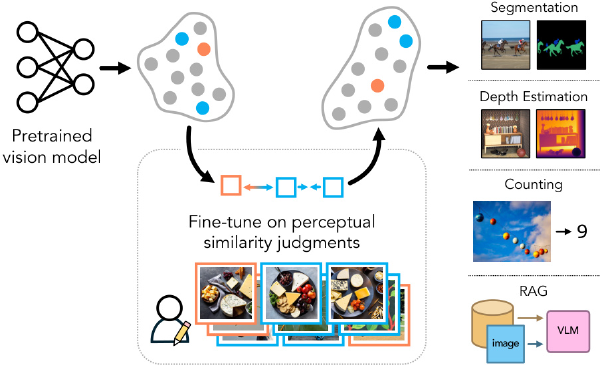 Pretrained
vision model
Fine-tune on perceptual
similarity judgments
Segmentation
Depth Estimation
Counting
9
RAG
image
VLM